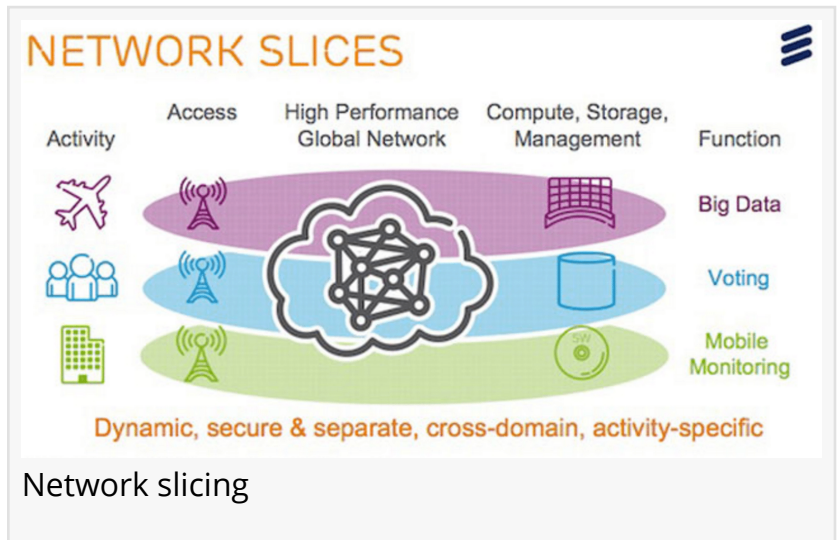 NETWORK SLICES
Activity
Access
High Performance
Global Network
Compute, Storage,
Management
Function
Big Data
Voting
SW
Mobile
Monitoring
Dynamic, secure & separate, cross-domain, activity-specific
Network slicing